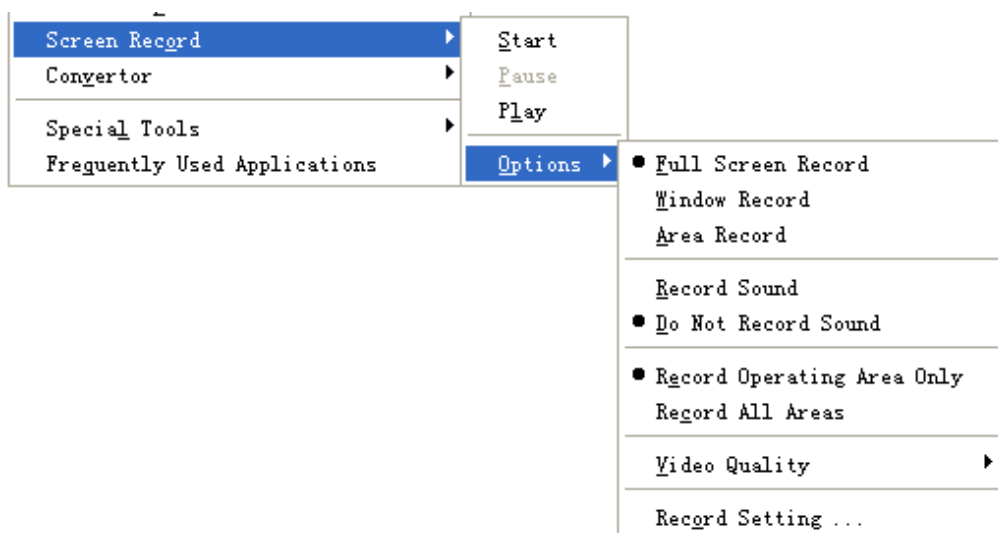 Screen Record
Convertor
Special Tools
Frequently Used Applications
Start
Pause
Play
Options
Full Screen Record
Window Record
Area Record
Record Sound
Do Not Record Sound
Record Operating Area Only
Record All Areas
Video Quality
Record Setting ...